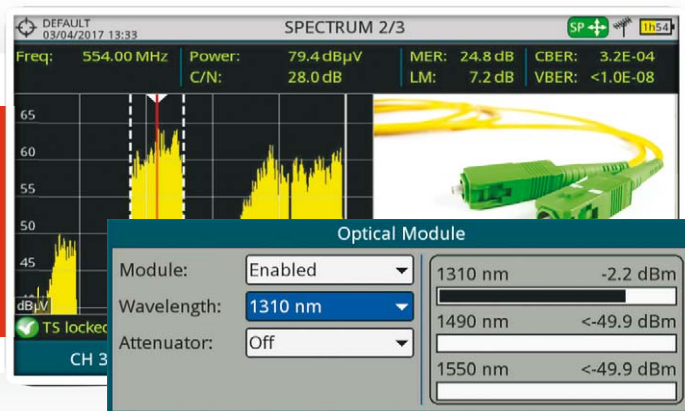 DEFAULT
03/04/2017 13:33
SPECTRUM 2/3
SP
1h54
Freq: 554.00 MHz Power: 79.4 dBµV MER: 24.8 dB CBER: 3.2E-04
C/N: 28.0 dB LM: 7.2 dB VBER: <1.0E-08
65
60
55
50
45
dBµV
TS locked
CH 3
Optical Module
Module: Enabled
Wavelength: 1310 nm
Attenuator: Off
1310 nm -2.2 dBm
1490 nm <-49.9 dBm
1550 nm <-49.9 dBm